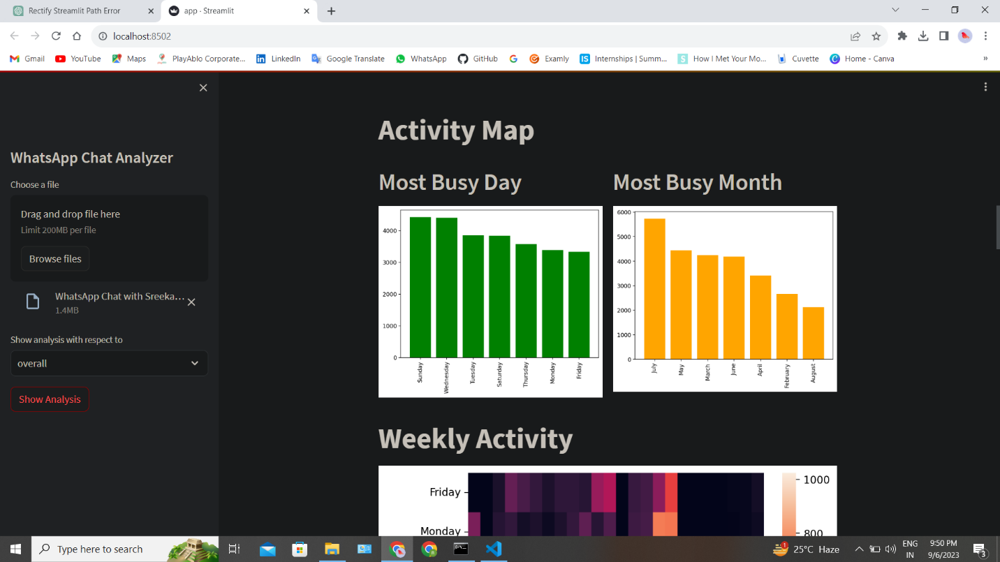 Rectify Streamlit Path Error
app · Streamlit
localhost:8502
Gmail
YouTube
Maps
PlayAblo Corporate...
LinkedIn
Google Translate
WhatsApp
GitHub
Examly
Internships | Summ...
How I Met Your Mo...
Cuvette
Home - Canva
»
WhatsApp Chat Analyzer
Choose a file
Drag and drop file here
Limit 200MB per file
Browse files
WhatsApp Chat with Sreeka...
1.4MB
Show analysis with respect to
overall
Show Analysis
Activity Map
Most Busy Day
4000
3000
2000
1000
0
Sunday
Wednesday
Tuesday
Saturday
Thursday
Monday
Friday
Most Busy Month
6000
5000
4000
3000
2000
1000
0
July
May
March
June
April
February
August
Weekly Activity
Friday
Monday
1000
800
Type here to search
1
25°C Haze
ENG
IN
9:50 PM
9/6/2023
3